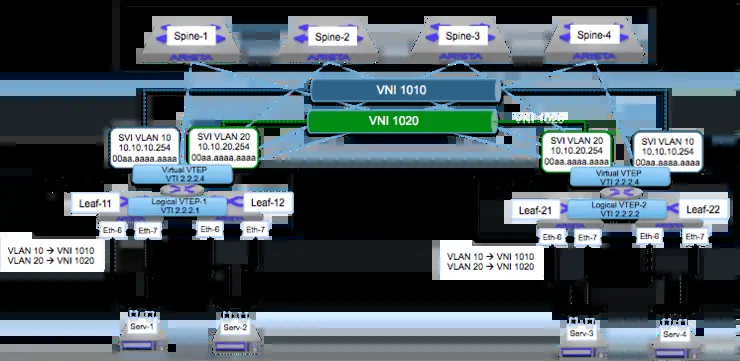 Spine-1
Spine-2
Spine-3
Spine-4
ARISTA
ARISTA
ARISTA
ARISTA
VNI 1010
VNI 1020
SVI VLAN 10
10.10.10.254
00aa.aaaa.aaaa
SVI VLAN 20
10.10.20.254
00aa.aaaa.aaaa
SVI VLAN 20
10.10.20.254
00aa.aaaa.aaaa
SVI VLAN 10
10.10.10.254
00aa.aaaa.aaaa
Virtual VTEP
VTI 2.2.2.4
Virtual VTEP
VTI 2.2.2.4
Leaf-11
Logical VTEP-1
VTI 2.2.2.1
Leaf-12
Leaf-21
Logical VTEP-2
VTI 2.2.2.2
Leaf-22
Eth-6
Eth-7
Eth-6
Eth-7
Eth-6
Eth-7
Eth-6
Eth-7
VLAN 10 → VNI 1010
VLAN 20 → VNI 1020
VLAN 10 → VNI 1010
VLAN 20 → VNI 1020
Serv-1
Serv-2
Serv-3
Serv-4